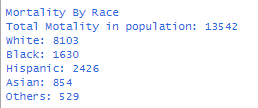 Mortality By Race
Total Motality in population: 13542
White: 8103
Black: 1630
Hispanic: 2426
Asian: 854
Others: 529